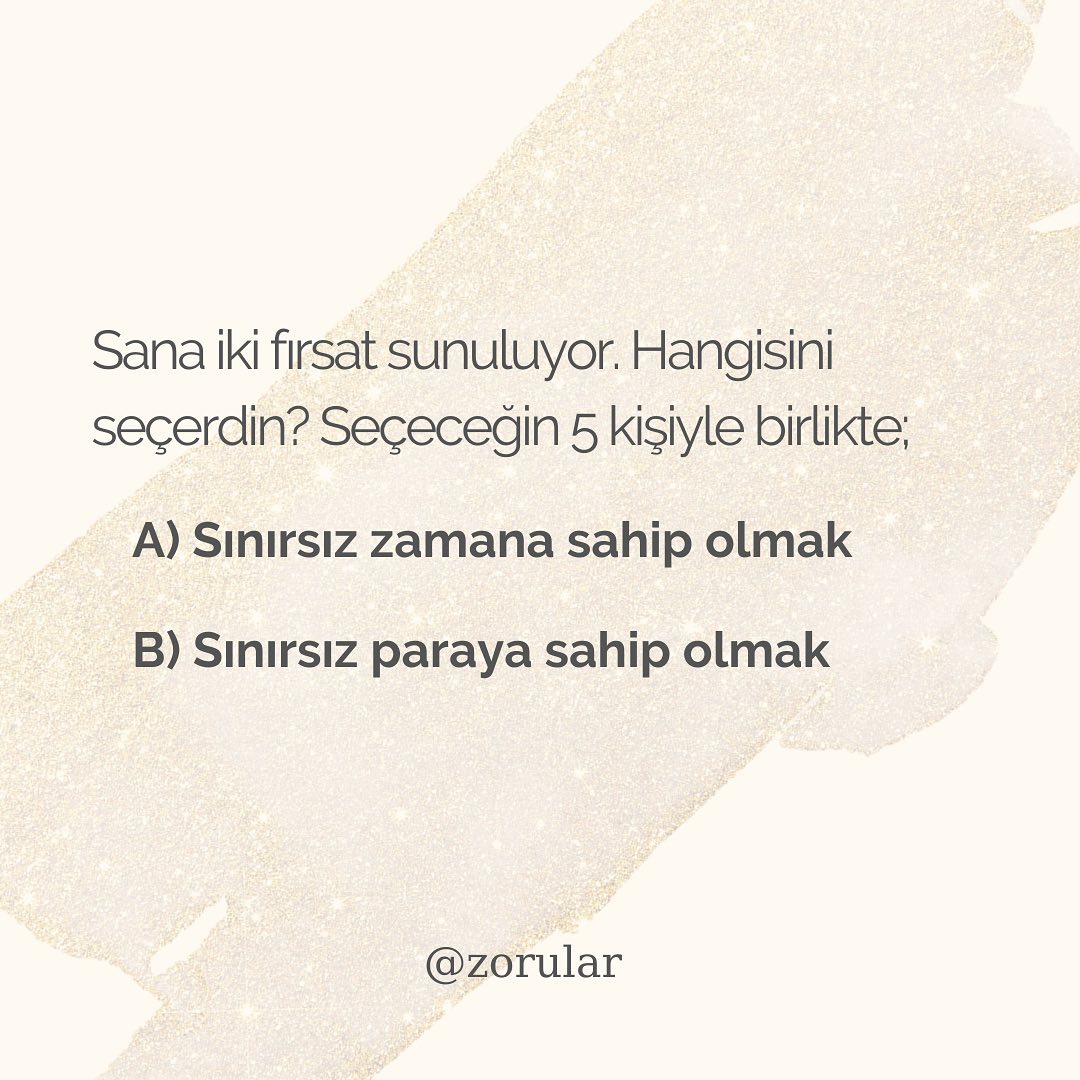 Sana iki fırsat sunuluyor. Hangisini
seçerdin? Seçeceğin 5 kişiyle birlikte;
A) Sınırsız zamana sahip olmak
B) Sınırsız paraya sahip olmak
@zorular